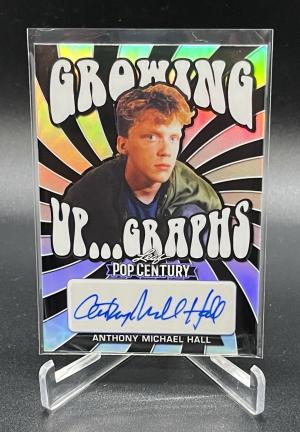 GROWING
UP...GRAPHS
Leaf
POP CENTURY
Anthony Michael Hall
ANTHONY MICHAEL HALL